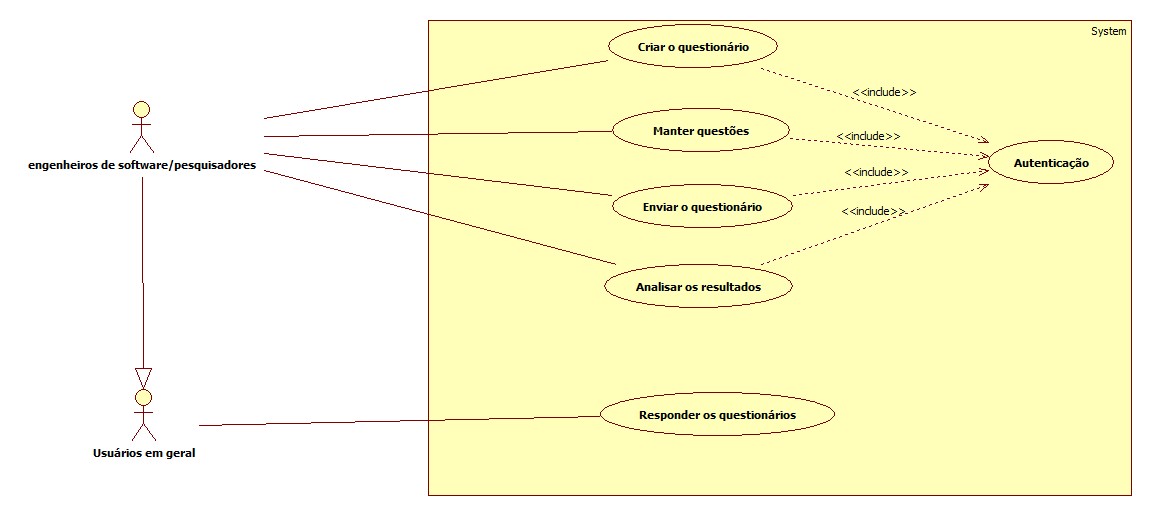 System
Criar o questionário
<<include>>
Manter questões
<<include>>
Autenticação
engenheiros de software/pesquisadores
<<include>>
Enviar o questionário
<<include>>
Analisar os resultados
Responder os questionários
Usuários em geral